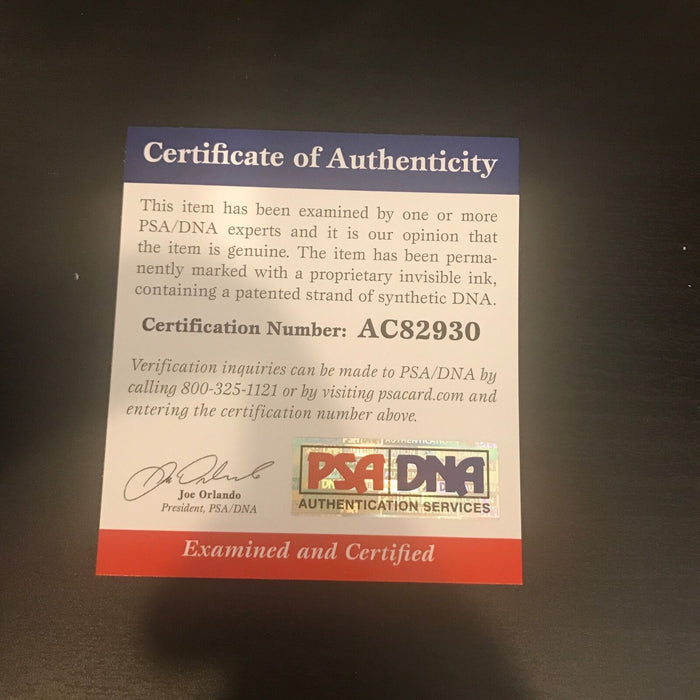 Certificate of Authenticity
This item has been examined by one or more
PSA/DNA experts and it is our opinion that
the item is genuine. The item has been perma-
nently marked with a proprietary invisible ink,
containing a patented strand of synthetic DNA.
Certification Number: AC82930
Verification inquiries can be made to PSA/DNA by
calling 800-325-1121 or by visiting psacard.com and
entering the certification number above.
Joe Orlando
President, PSA/DNA
PSA DNA
AUTHENTICATION SERVICES
Examined and Certified